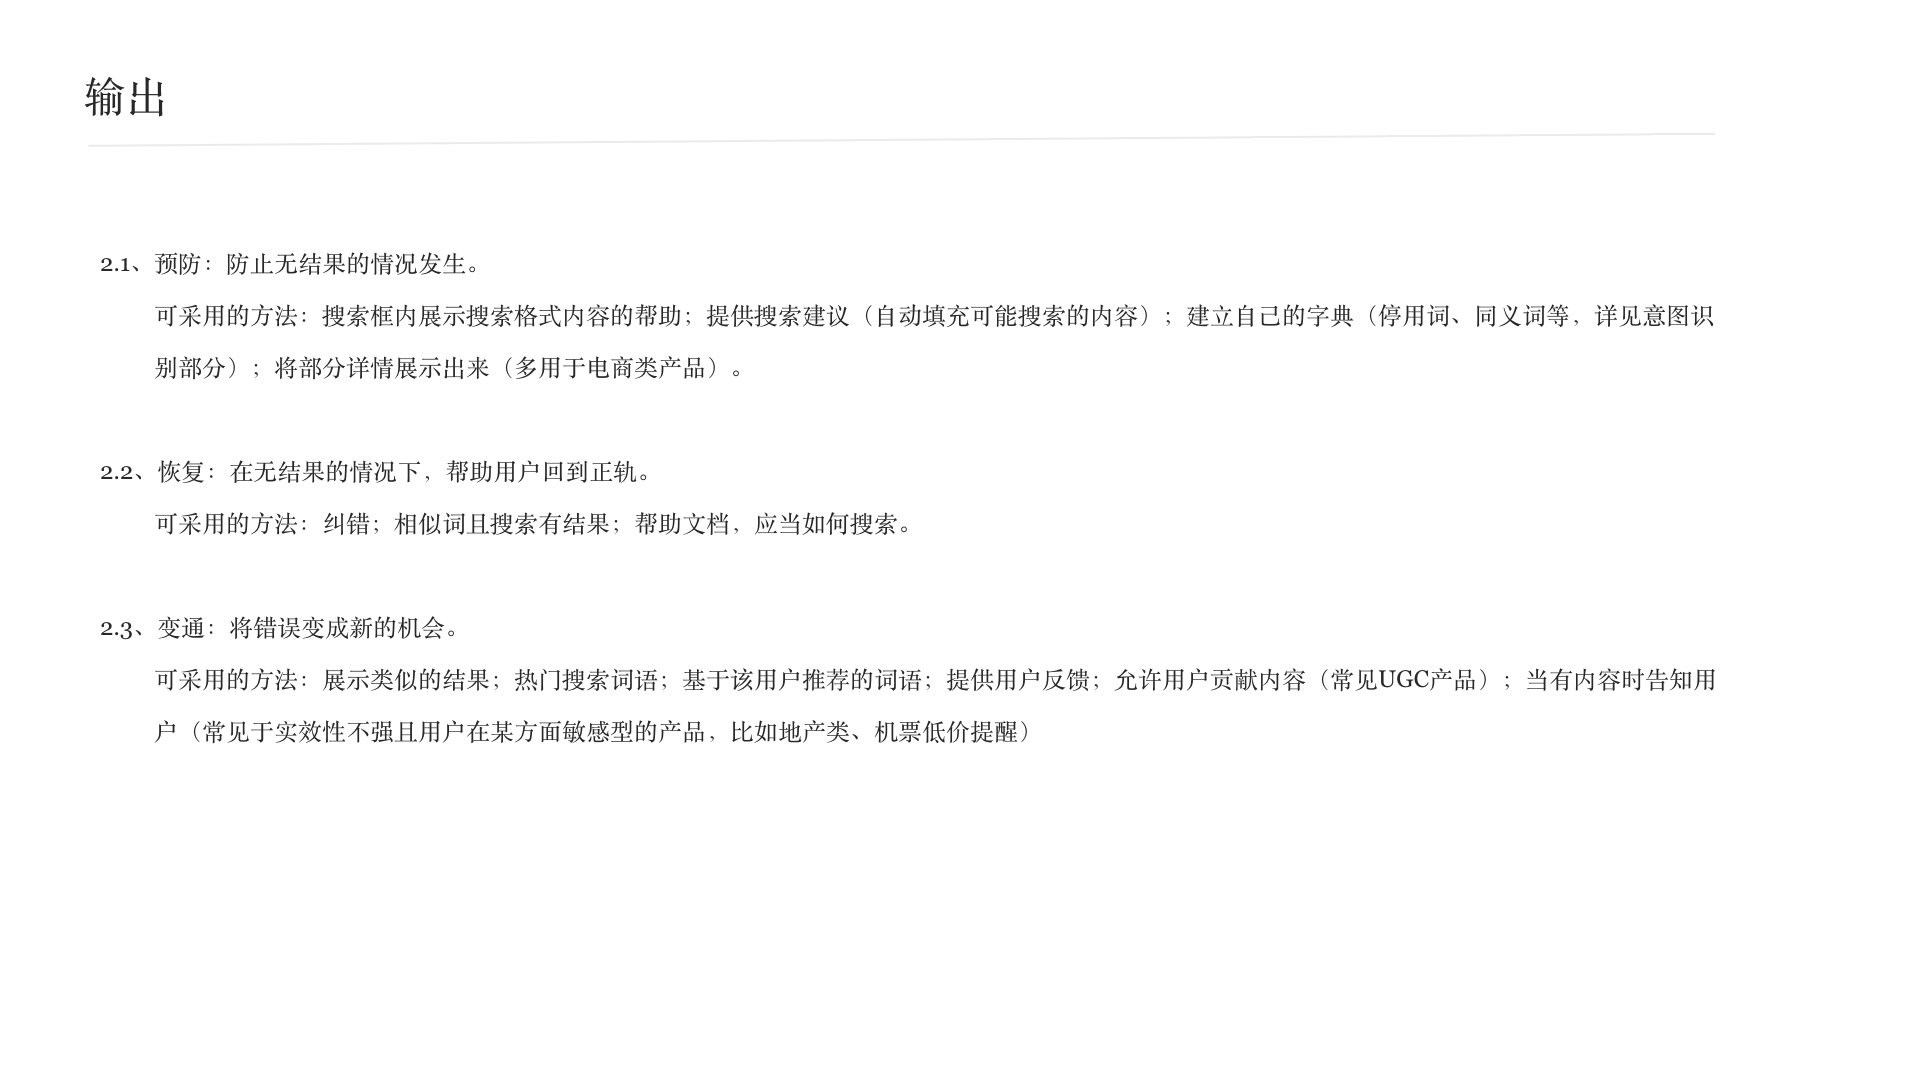 输出
2.1、预防：防止无结果的情况发生。
可采用的方法：搜索框内展示搜索格式内容的帮助；提供搜索建议（自动填充可能搜索的内容）；建立自己的字典（停用词、同义词等，详见意图识
别部分）；将部分详情展示出来（多用于电商类产品）。
2.2、恢复：在无结果的情况下，帮助用户回到正轨。
可采用的方法：纠错；相似词且搜索有结果；帮助文档，应当如何搜索。
2.3、变通：将错误变成新的机会。
可采用的方法：展示类似的结果；热门搜索词语；基于该用户推荐的词语；提供用户反馈；允许用户贡献内容（常见UGC产品）；当有内容时告知用
户（常见于实效性不强且用户在某方面敏感型的产品，比如地产类、机票低价提醒）